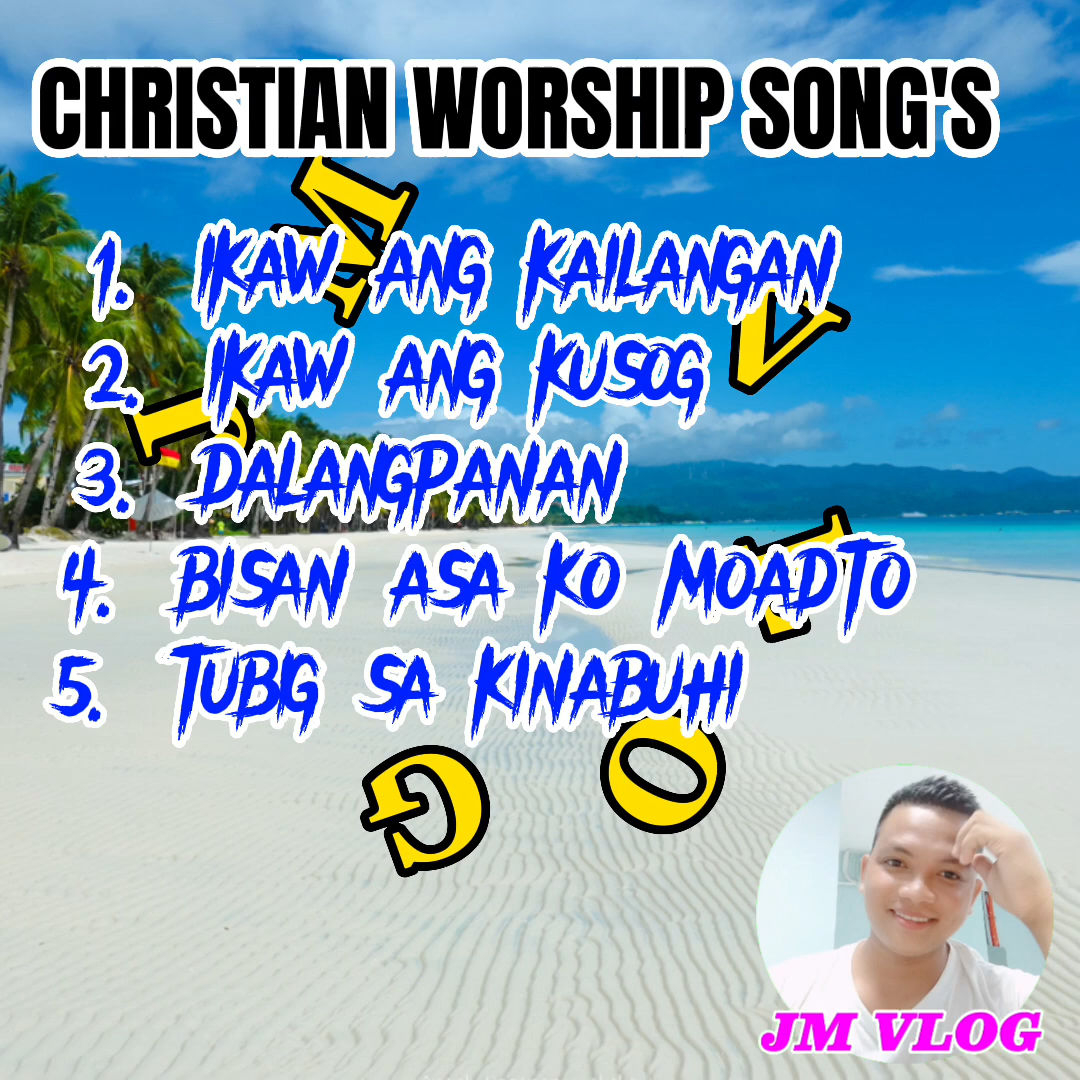 CHRISTIAN WORSHIP SONG'S
1. IKAW ANG KAILANGAN
2. IKAW ANG KUSOG
3. DALANGPANAN
4. BISAN ASA KO MOADTO
5. TUBIG SA KINABUHI
G O
JM VLOG